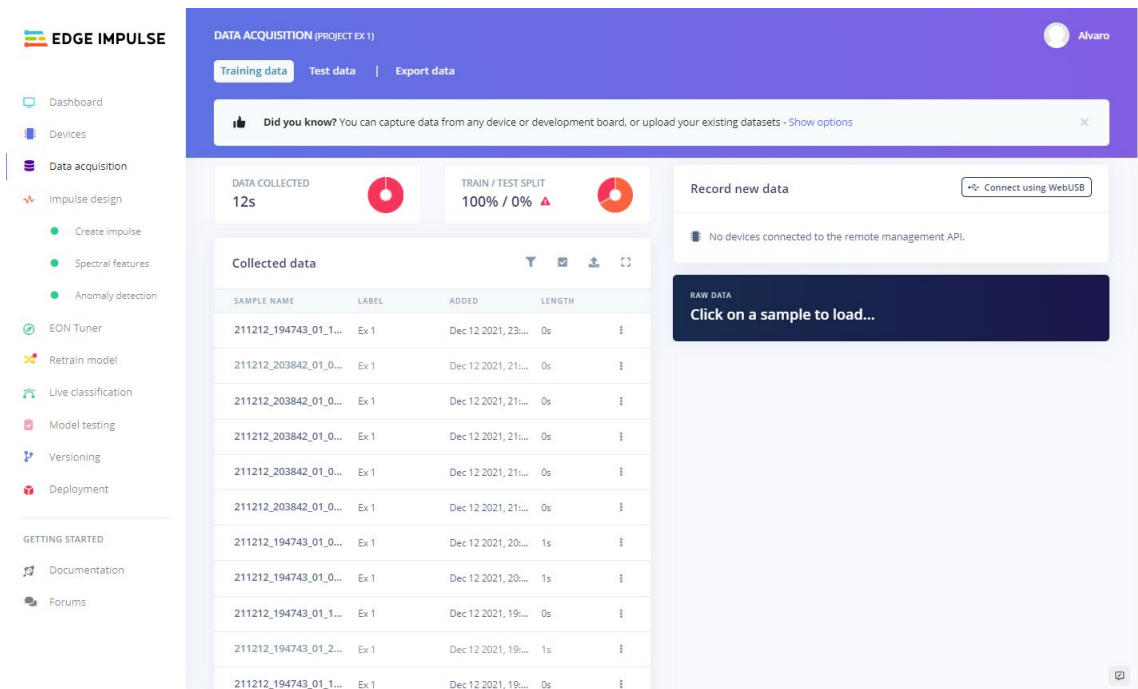 EDGE IMPULSE
Dashboard
Devices
Data acquisition
Impulse design
Create impulse
Spectral features
Anomaly detection
EON Tuner
Retrain model
Live classification
Model testing
Versioning
Deployment
GETTING STARTED
Documentation
Forums
DATA ACQUISITION (PROJECT EX 1)
Alvaro
Training data Test data | Export data
Did you know? You can capture data from any device or development board, or upload your existing datasets - Show options
DATA COLLECTED
12s
TRAIN / TEST SPLIT
100% / 0%
Collected data
SAMPLE NAME LABEL ADDED LENGTH
211212_194743_01_1... Ex 1 Dec 12 2021, 23:... 0s
211212_203842_01_0... Ex 1 Dec 12 2021, 21:... 0s
211212_203842_01_0... Ex 1 Dec 12 2021, 21:... 0s
211212_203842_01_0... Ex 1 Dec 12 2021, 21:... 0s
211212_203842_01_0... Ex 1 Dec 12 2021, 21:... 0s
211212_203842_01_0... Ex 1 Dec 12 2021, 21:... 0s
211212_194743_01_0... Ex 1 Dec 12 2021, 20:... 1s
211212_194743_01_0... Ex 1 Dec 12 2021, 20:... 1s
211212_194743_01_1... Ex 1 Dec 12 2021, 19:... 0s
211212_194743_01_2... Ex 1 Dec 12 2021, 19:... 1s
211212_194743_01_1... Ex 1 Dec 12 2021, 19:... 0s
Record new data
Connect using WebUSB
No devices connected to the remote management API.
RAW DATA
Click on a sample to load...